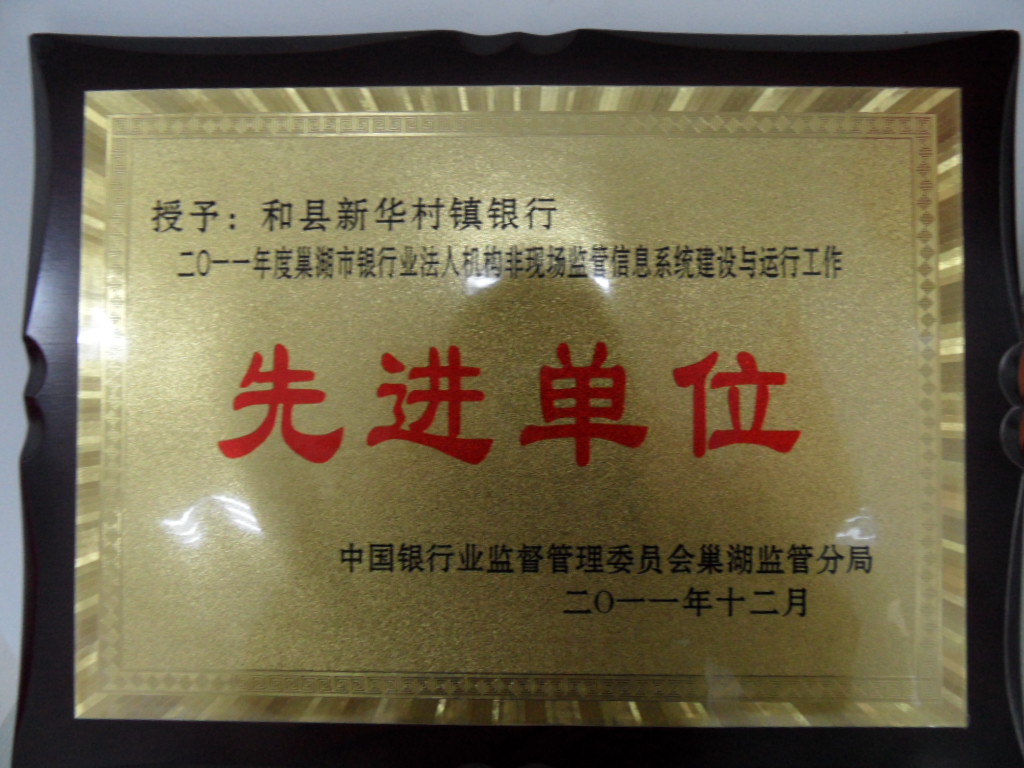 授予：和县新华村镇银行
二〇一一年度巢湖市银行业法人机构非现场监管信息系统建设与运行工作
先进单位
中国银行业监督管理委员会巢湖监管分局
二〇一一年十二月